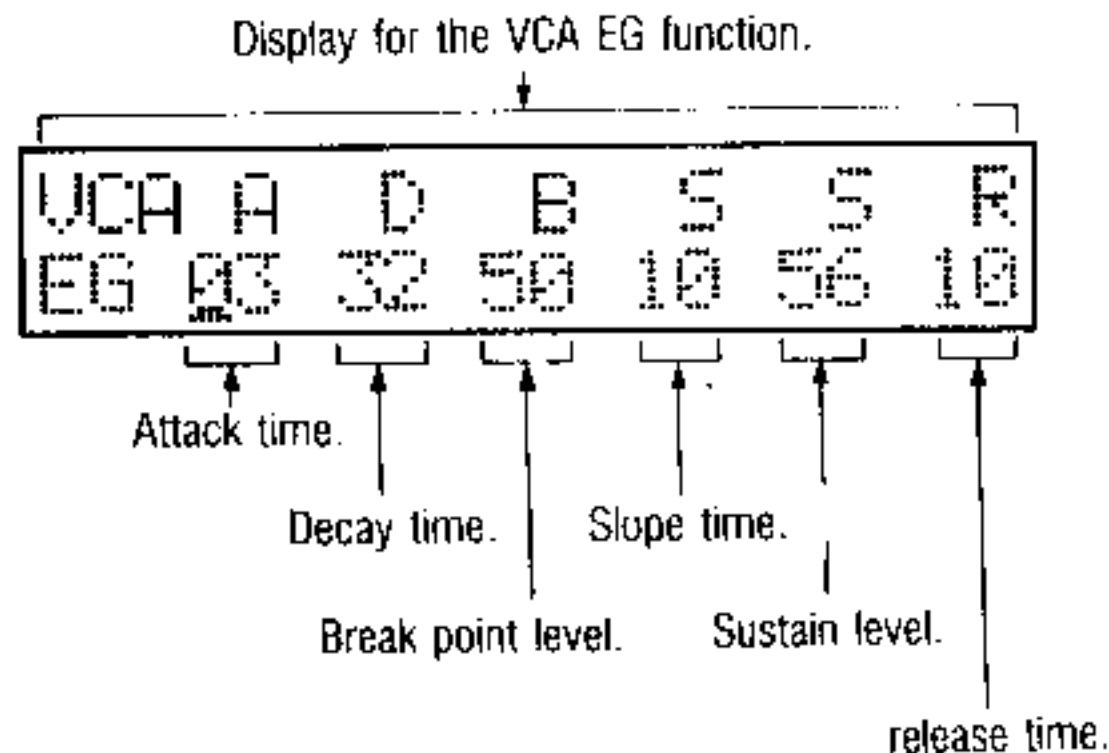 Display for the VCA EG function.
VCA A D B S S R
EG 03 32 50 10 56 10
Attack time.
Decay time. Slope time.
Break point level. Sustain level.
release time.